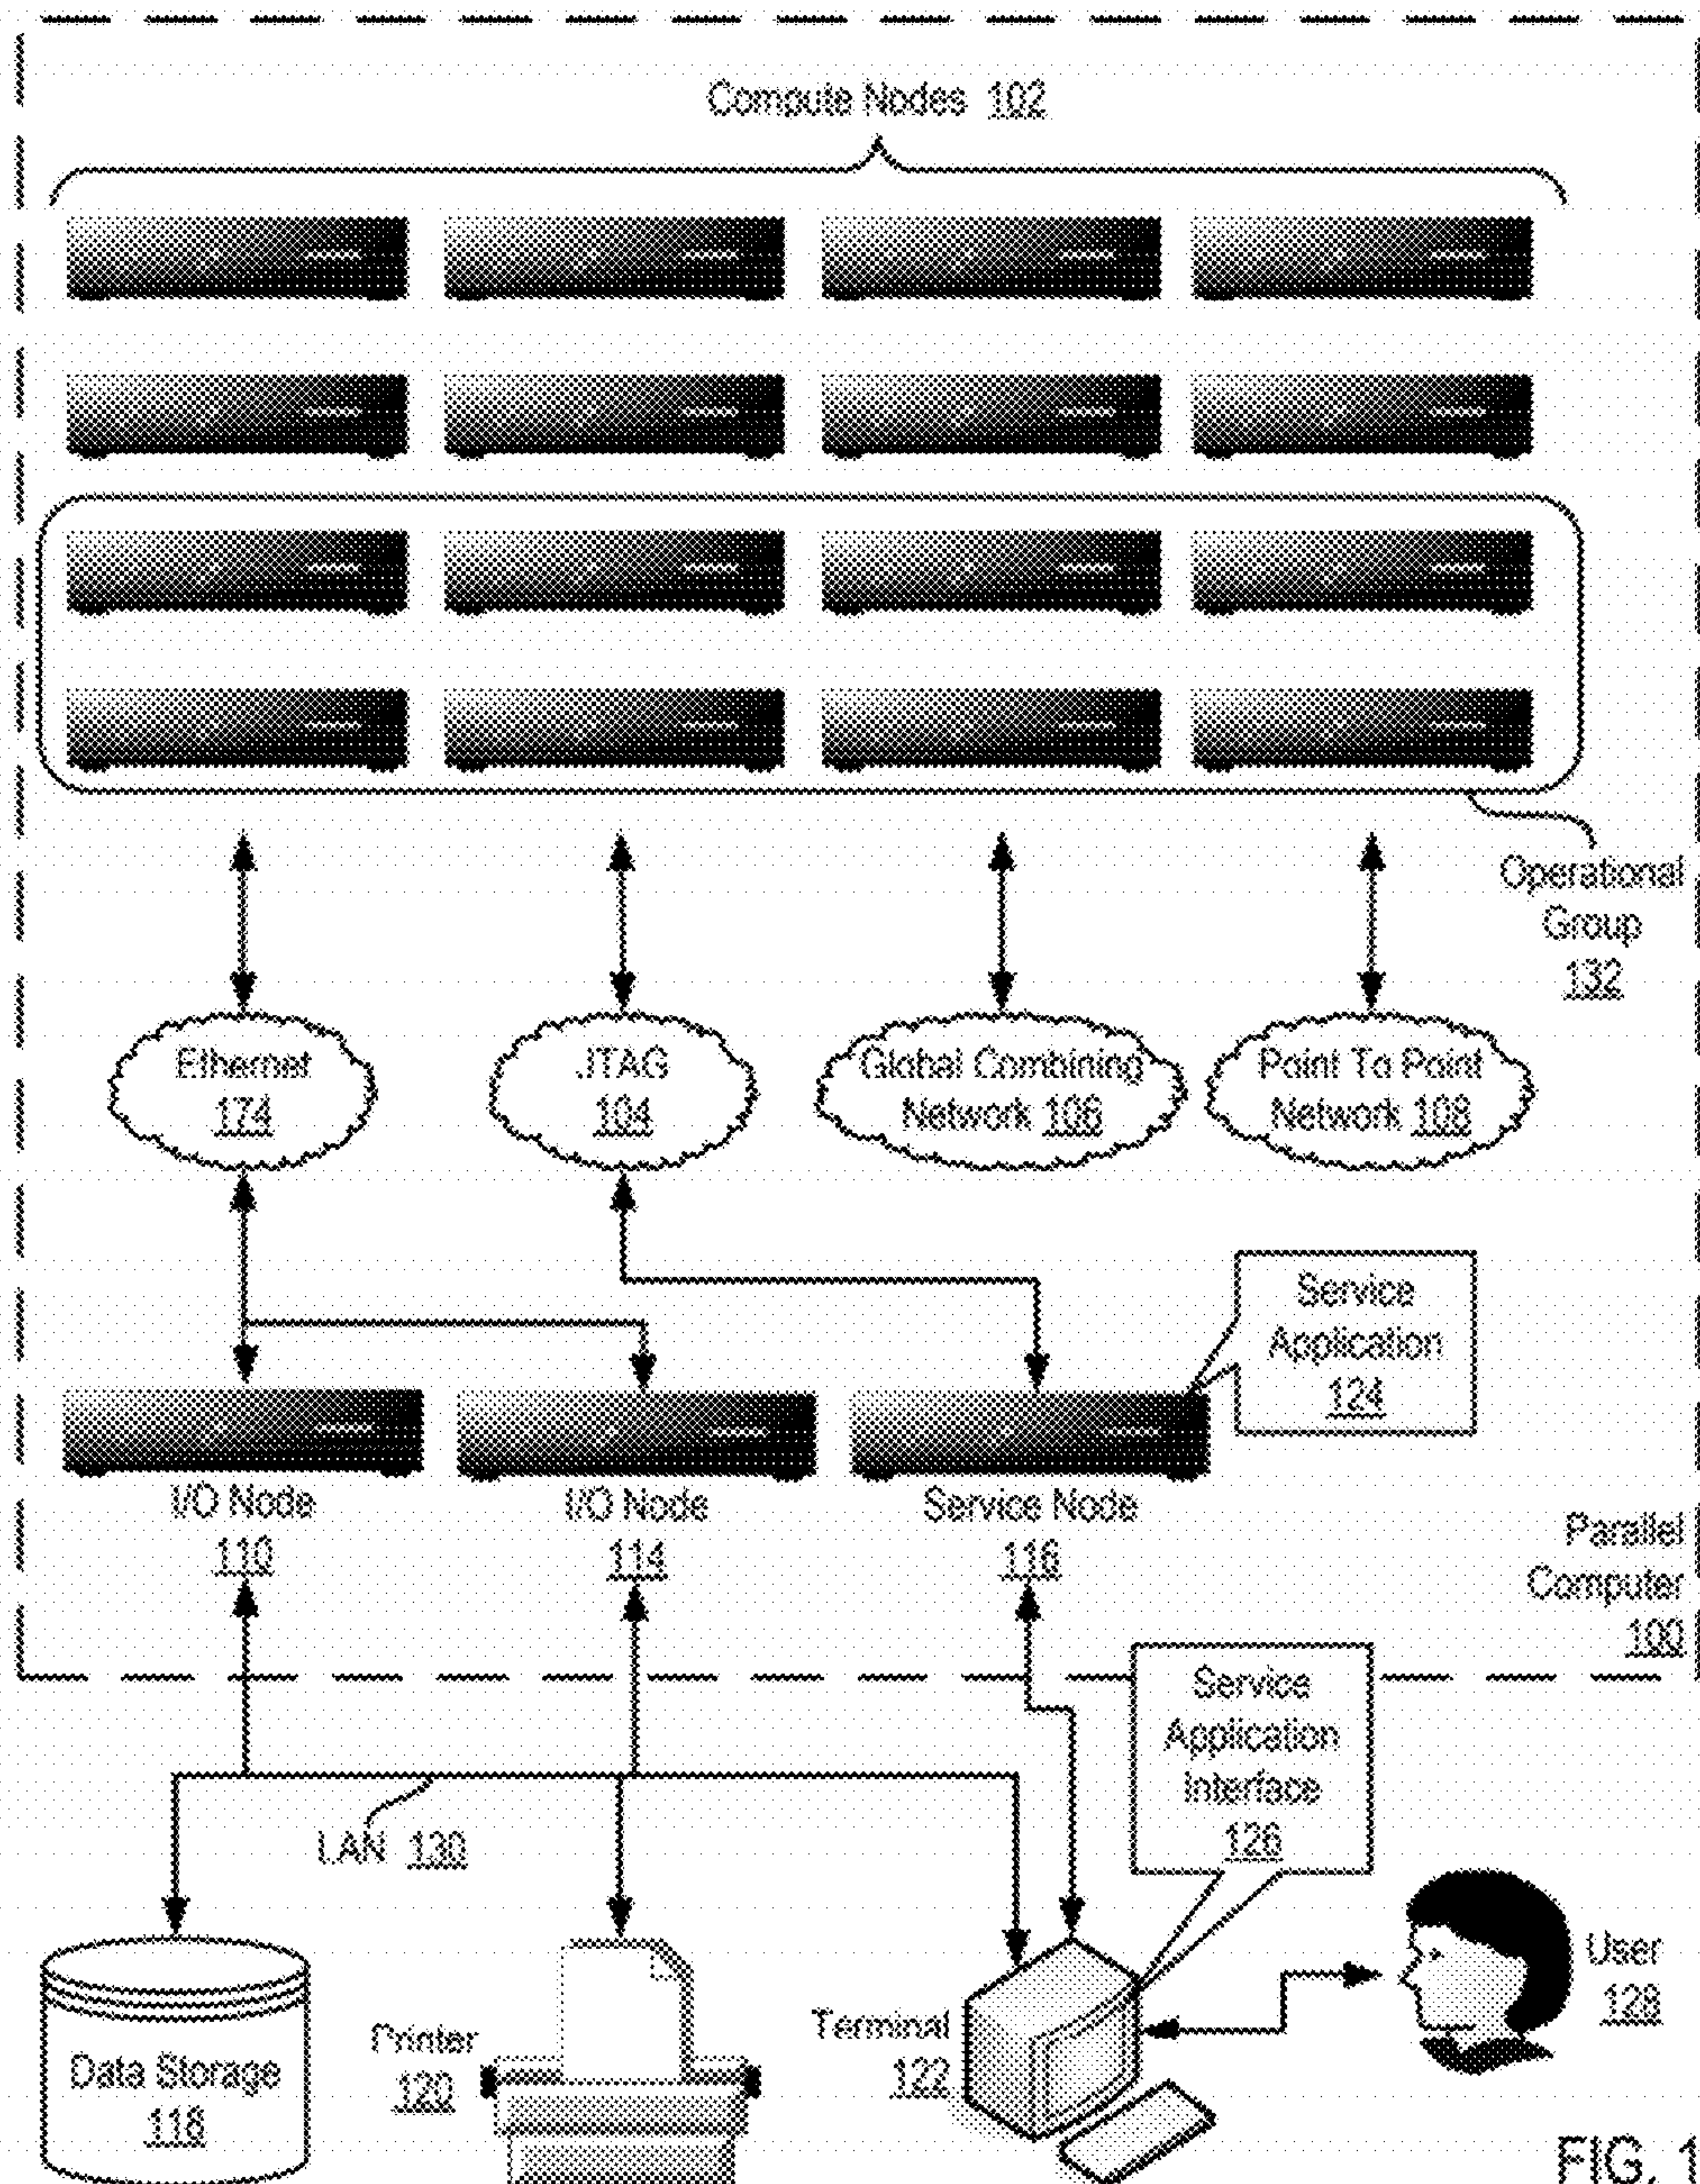 Compute Nodes 102
Operational
Group
132
Ethernet
174
JTAG
104
Global Combining
Network 106
Point To Point
Network 108
Service
Application
124
I/O Node
110
I/O Node
114
Service Node
116
Parallel
Computer
100
Service
Application
Interface
126
LAN 130
Data Storage
118
Printer
120
Terminal
122
User
128
FIG. 1